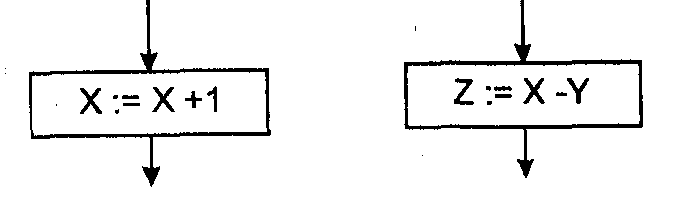 X := X +1
Z := X -Y